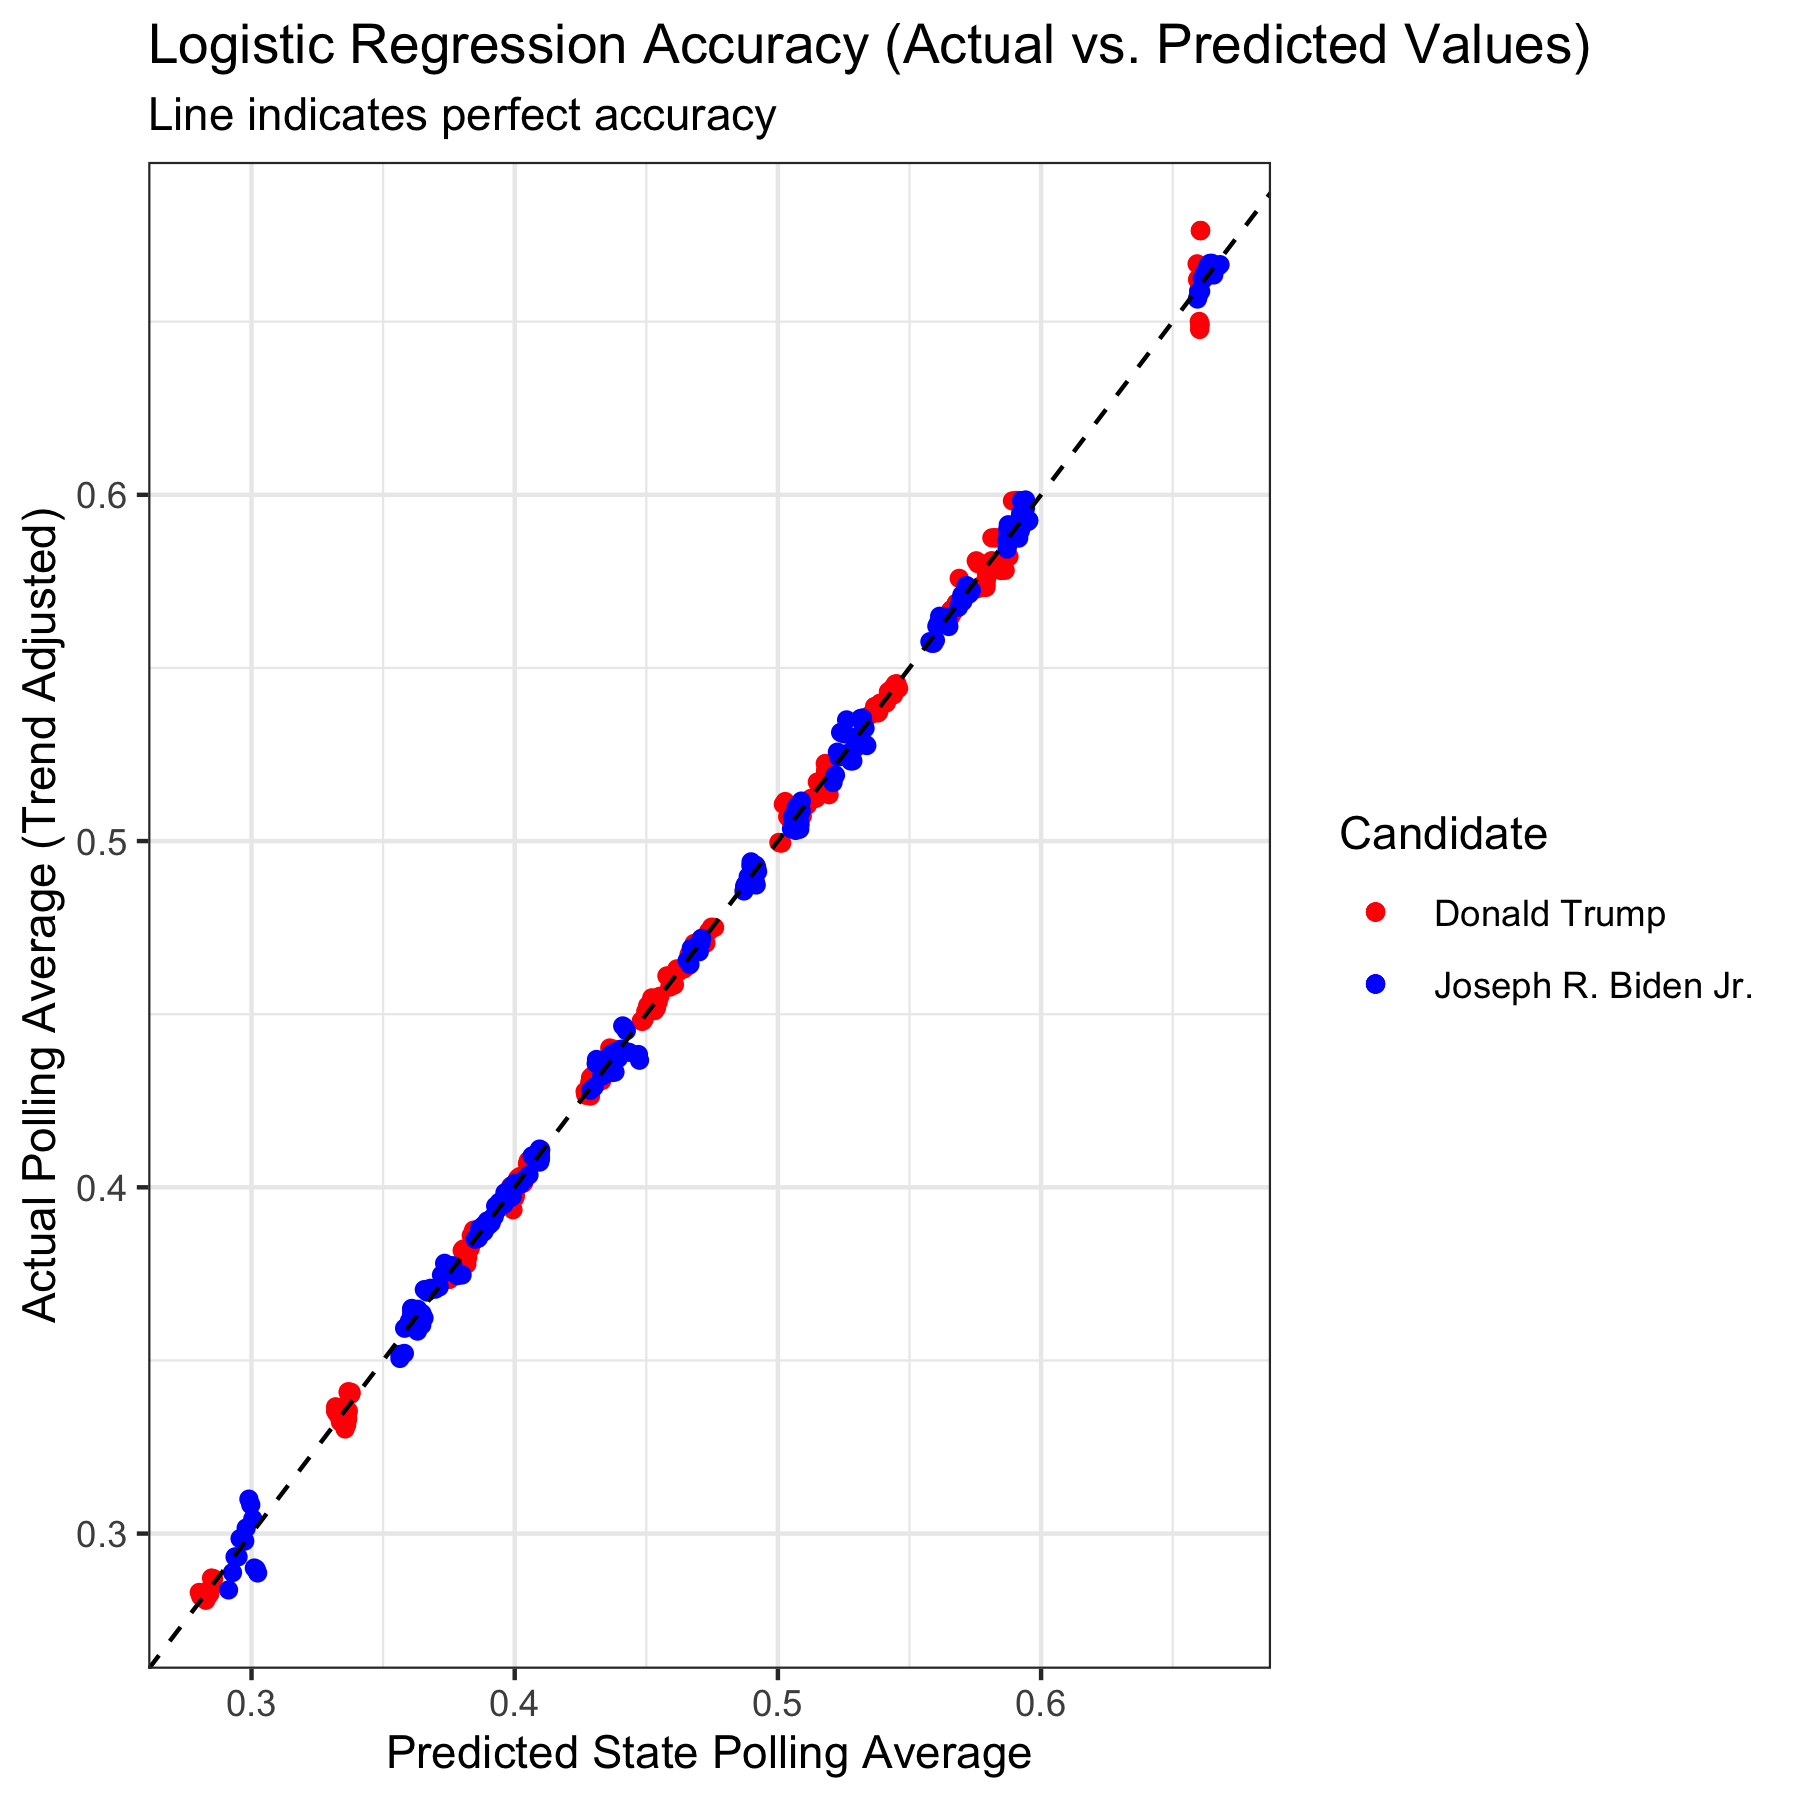 Logistic Regression Accuracy (Actual vs. Predicted Values)
Line indicates perfect accuracy
Actual Polling Average (Trend Adjusted)
0.6
0.5
0.4
0.3
0.3
0.4
0.5
0.6
Predicted State Polling Average
Candidate
Donald Trump
Joseph R. Biden Jr.